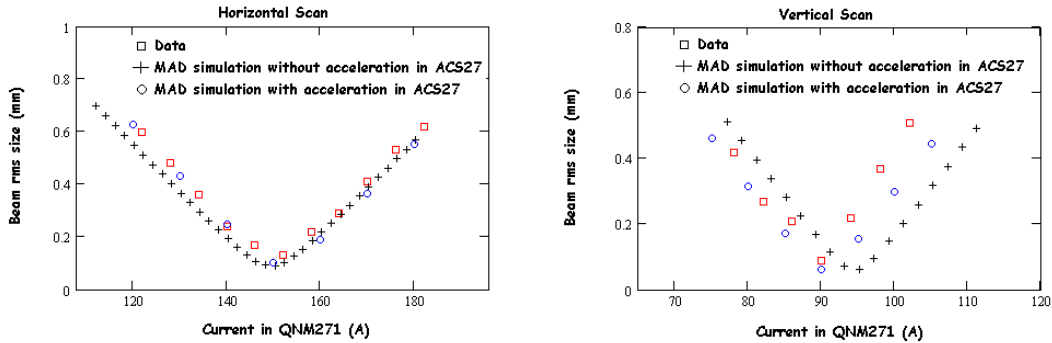 Horizontal Scan
1
0.8
0.6
0.4
0.2
0
Beam rms size (mm)
Data
MAD simulation without acceleration in ACS27
MAD simulation with acceleration in ACS27
120
140
160
180
Current in QNM271 (A)
Vertical Scan
0.8
0.6
0.4
0.2
0
Beam rms size (mm)
Data
MAD simulation without acceleration in ACS27
MAD simulation with acceleration in ACS27
70
80
90
100
110
120
Current in QNM271 (A)